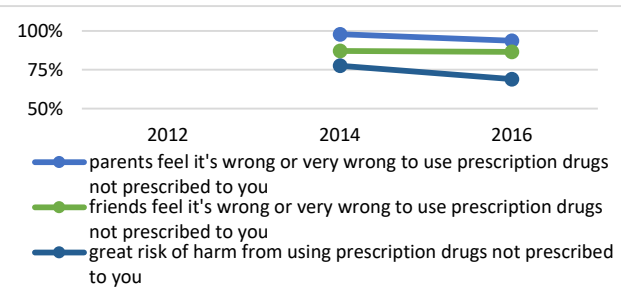 100%
75%
50%
2012 2014 2016
parents feel it's wrong or very wrong to use prescription drugs
not prescribed to you
friends feel it's wrong or very wrong to use prescription drugs
not prescribed to you
great risk of harm from using prescription drugs not prescribed
to you